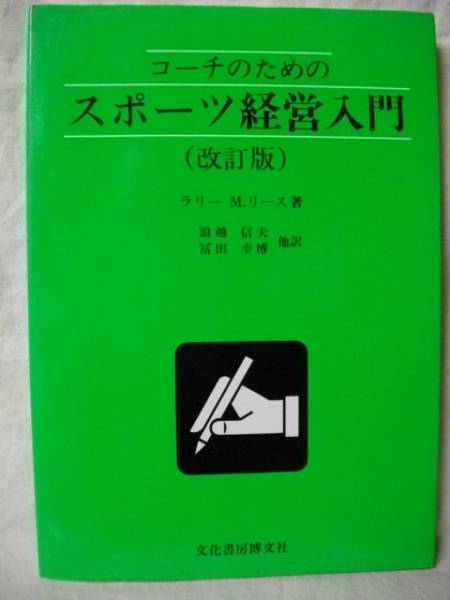 コーチのための
スポーツ経営入門
(改訂版)
ラリー M.リース著
浪越 信夫
冨田 幸博 他訳
文化書房博文社